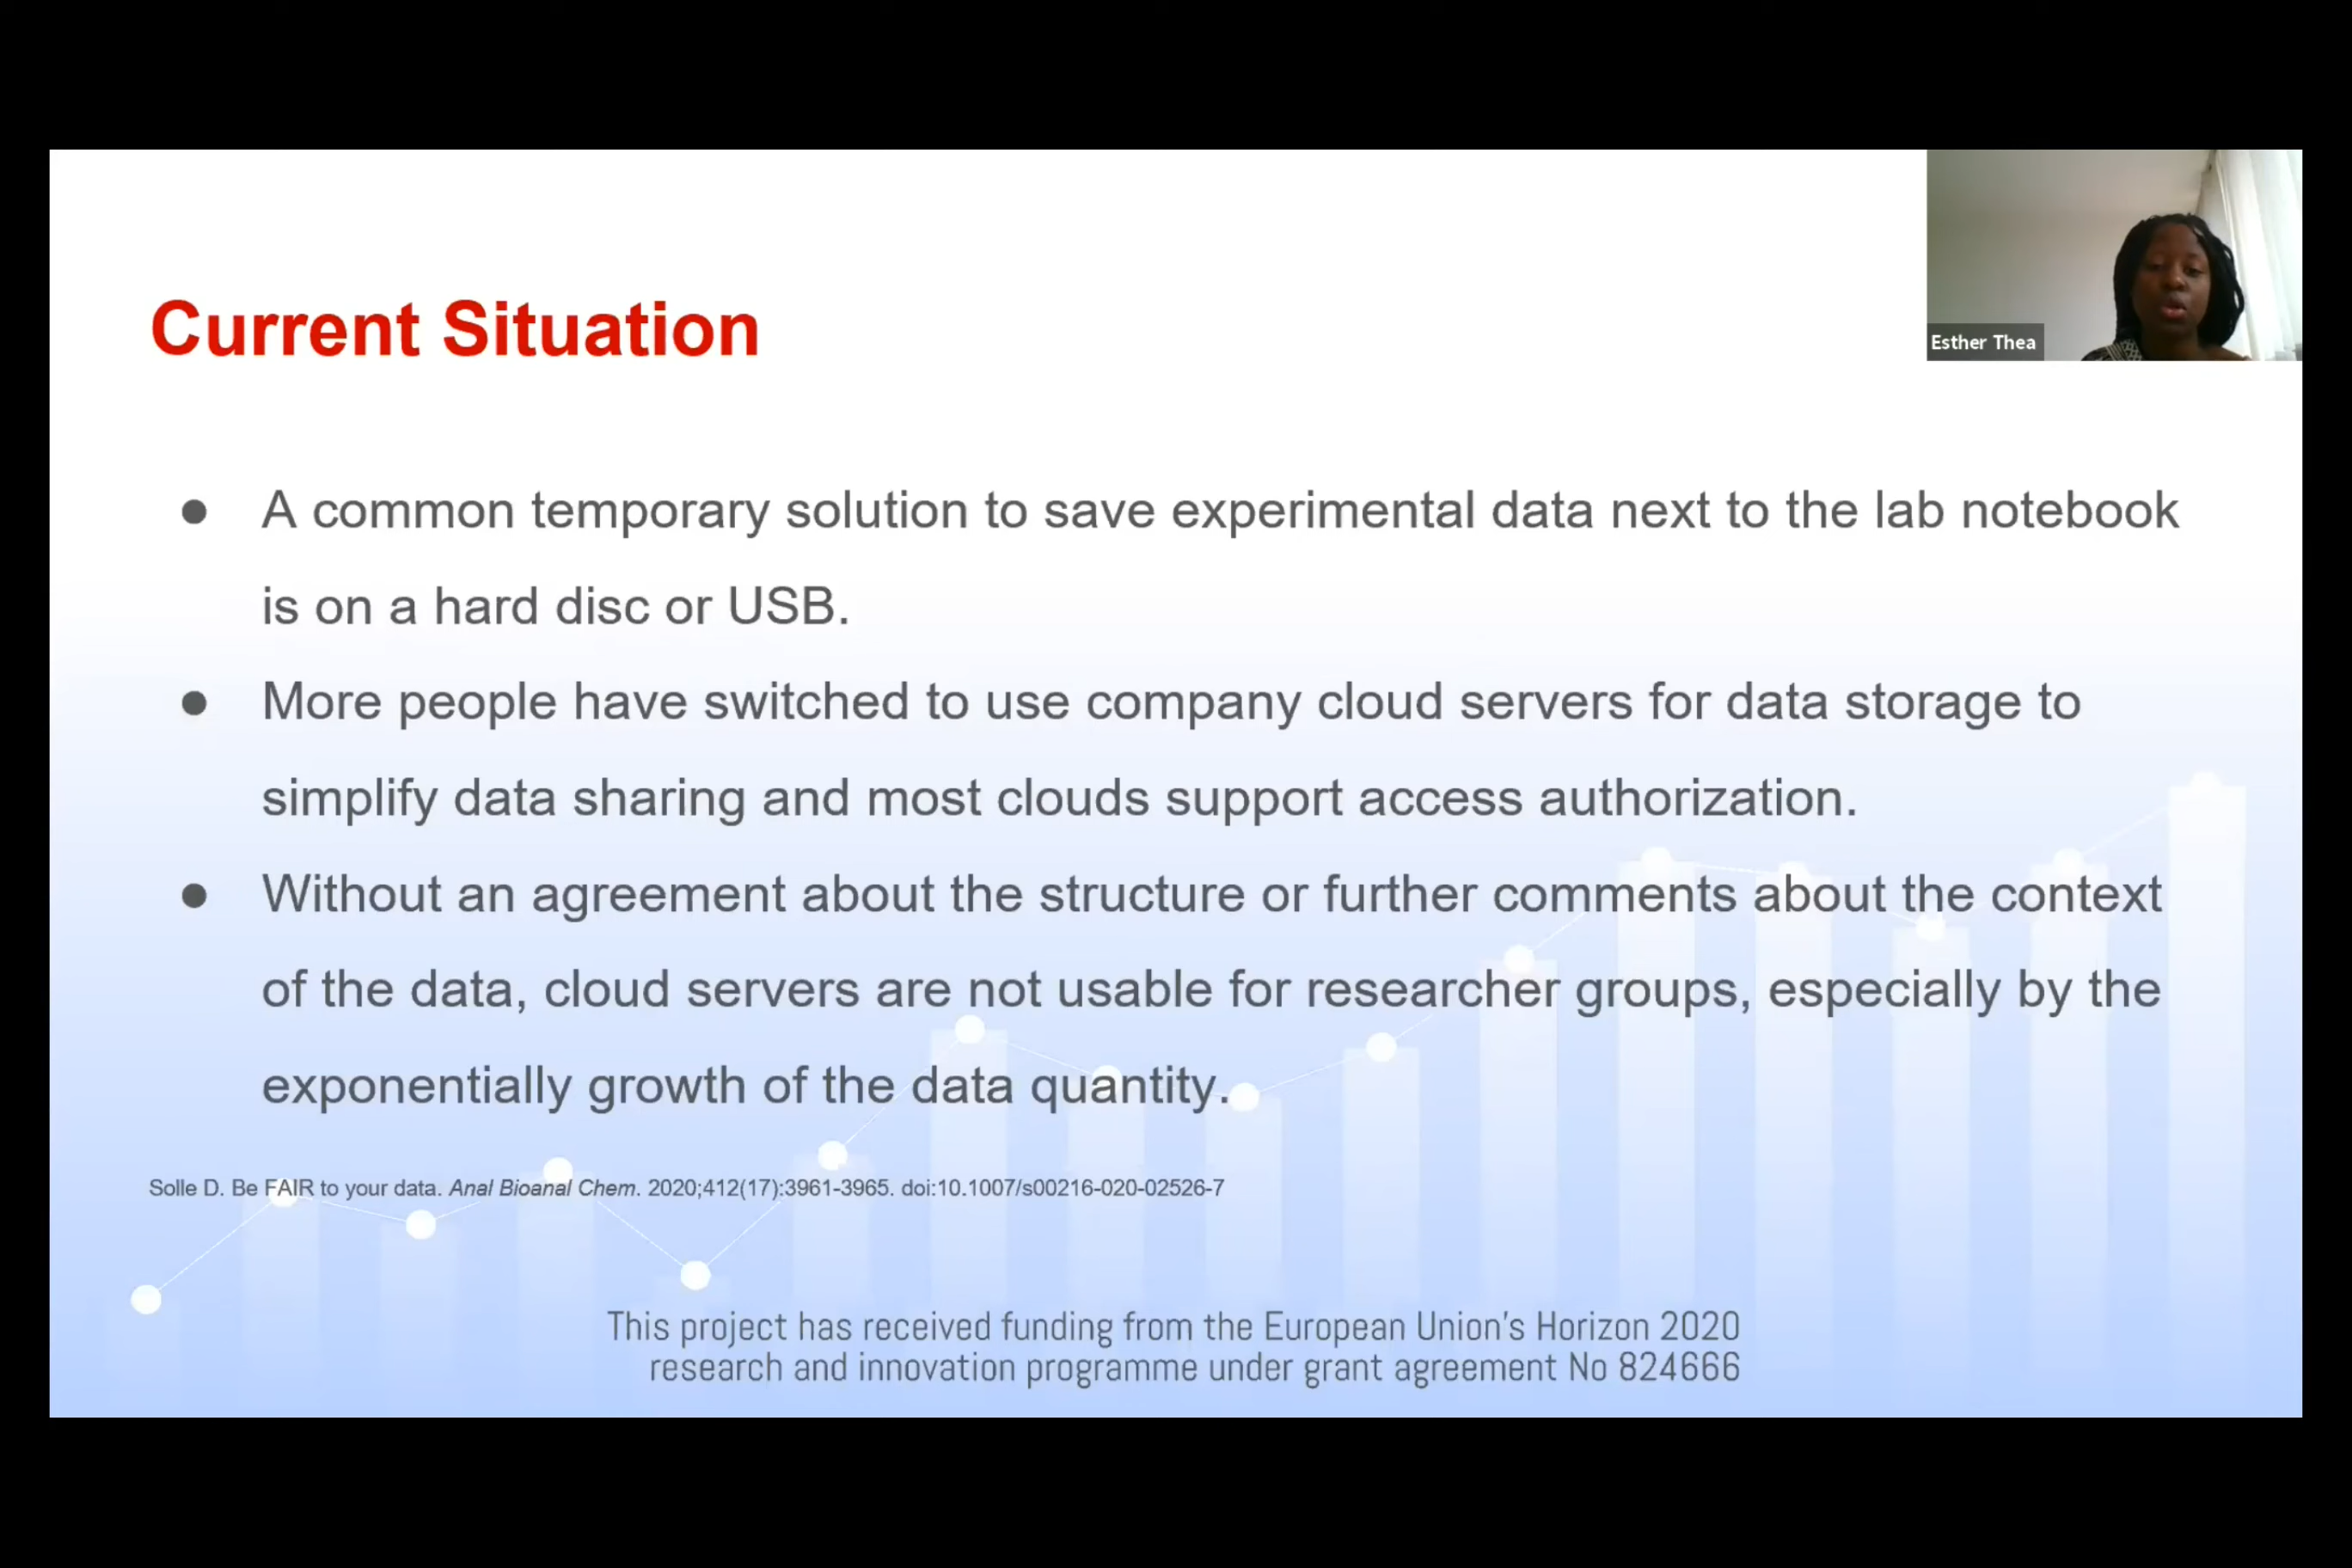 Esther Thea
Current Situation
● A common temporary solution to save experimental data next to the lab notebook
is on a hard disc or USB.
● More people have switched to use company cloud servers for data storage to
simplify data sharing and most clouds support access authorization.
● Without an agreement about the structure or further comments about the context
of the data, cloud servers are not usable for researcher groups, especially by the
exponentially growth of the data quantity.
Solle D. Be FAIR to your data. Anal Bioanal Chem. 2020;412(17):3961-3965. doi:10.1007/s00216-020-02526-7
This project has received funding from the European Union's Horizon 2020
research and innovation programme under grant agreement No 824666